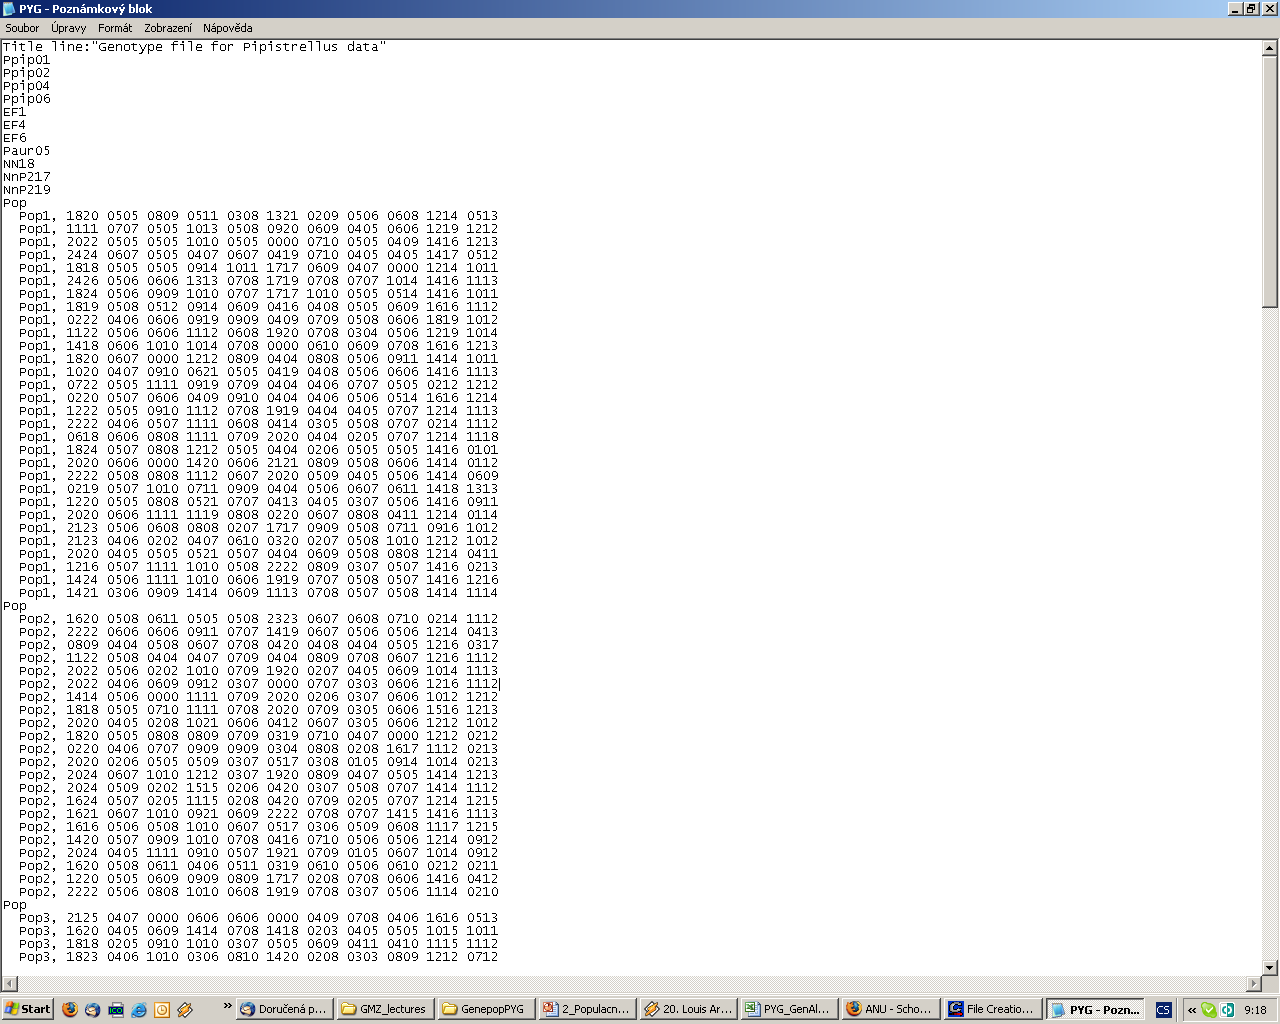 PYG - Poznámkový blok
Soubor Úpravy Formát Zobrazení Nápověda
Title line:"Genotype file for Pipistrellus data"
Ppip01
Ppip02
Ppip04
Ppip06
EF1
EF4
EF6
Paur05
NN18
NnP217
NnP219
Pop
Pop1, 1820 0505 0809 0511 0308 1321 0209 0506 0608 1214 0513
Pop1, 1111 0707 0505 1013 0508 0920 0609 0405 0606 1219 1212
Pop1, 2022 0505 0505 1010 0505 0000 0710 0505 0409 1416 1213
Pop1, 2424 0607 0505 0407 0607 0419 0710 0405 0405 1417 0512
Pop1, 1818 0505 0505 0914 1011 1717 0609 0407 0000 1214 1011
Pop1, 2426 0506 0606 1313 0708 1719 0708 0707 1014 1416 1113
Pop1, 1824 0506 0909 1010 0707 1717 1010 0505 0514 1416 1011
Pop1, 1819 0508 0512 0914 0609 0416 0408 0505 0609 1616 1112
Pop1, 0222 0406 0606 0919 0909 0409 0709 0508 0606 1819 1012
Pop1, 1122 0506 0606 1112 0608 1920 0708 0304 0506 1219 1014
Pop1, 1418 0606 1010 1014 0708 0000 0610 0609 0708 1616 1213
Pop1, 1820 0607 0000 1212 0809 0404 0808 0506 0911 1414 1011
Pop1, 1020 0407 0910 0621 0505 0419 0408 0506 0606 1416 1113
Pop1, 0722 0505 1111 0919 0709 0404 0406 0707 0505 0212 1212
Pop1, 0220 0507 0606 0409 0910 0404 0406 0506 0514 1616 1214
Pop1, 1222 0505 0910 1112 0708 1919 0404 0405 0707 1214 1113
Pop1, 2222 0406 0507 1111 0608 0414 0305 0508 0707 0214 1112
Pop1, 0618 0606 0808 1111 0709 2020 0404 0205 0707 1214 1118
Pop1, 1824 0507 0808 1212 0505 0404 0206 0505 0505 1416 0101
Pop1, 2020 0606 0000 1420 0606 2121 0809 0508 0606 1414 0112
Pop1, 2222 0508 0808 1112 0607 2020 0509 0405 0506 1414 0609
Pop1, 0219 0507 1010 0711 0909 0404 0506 0607 0611 1418 1313
Pop1, 1220 0505 0808 0521 0707 0413 0405 0307 0506 1416 0911
Pop1, 2020 0606 1111 1119 0808 0220 0607 0808 0411 1214 0114
Pop1, 2123 0506 0608 0808 0207 1717 0909 0508 0711 0916 1012
Pop1, 2123 0406 0202 0407 0610 0320 0207 0508 1010 1212 1012
Pop1, 2020 0405 0505 0521 0507 0404 0609 0508 0808 1214 0411
Pop1, 1216 0507 1111 1010 0508 2222 0809 0307 0507 1416 0213
Pop1, 1424 0506 1111 1010 0606 1919 0707 0508 0507 1416 1216
Pop1, 1421 0306 0909 1414 0609 1113 0708 0507 0508 1414 1114
Pop
Pop2, 1620 0508 0611 0505 0508 2323 0607 0608 0710 0214 1112
Pop2, 2222 0606 0606 0911 0707 1419 0607 0506 0506 1214 0413
Pop2, 0809 0404 0508 0607 0708 0420 0408 0404 0505 1216 0317
Pop2, 1122 0508 0404 0407 0709 0404 0809 0708 0607 1216 1112
Pop2, 2022 0506 0202 1010 0709 1920 0207 0405 0609 1014 1113
Pop2, 2022 0406 0609 0912 0307 0000 0707 0303 0606 1216 1112
Pop2, 1414 0506 0000 1111 0709 2020 0206 0307 0606 1012 1212
Pop2, 1818 0505 0710 1111 0708 2020 0709 0305 0606 1516 1213
Pop2, 2020 0405 0208 1021 0606 0412 0607 0305 0606 1212 1012
Pop2, 1820 0505 0808 0809 0709 0319 0710 0407 0000 1212 0212
Pop2, 0220 0406 0707 0909 0909 0304 0808 0208 1617 1112 0213
Pop2, 2020 0206 0505 0509 0307 0517 0308 0105 0914 1014 0213
Pop2, 2024 0607 1010 1212 0307 1920 0809 0407 0505 1414 1213
Pop2, 2024 0509 0202 1515 0206 0420 0307 0508 0707 1414 1112
Pop2, 1624 0507 0205 1115 0208 0420 0709 0205 0707 1214 1215
Pop2, 1621 0607 1010 0921 0609 2222 0708 0707 1415 1416 1113
Pop2, 1616 0506 0508 1010 0607 0517 0306 0509 0608 1117 1215
Pop2, 1420 0507 0909 1010 0708 0416 0710 0506 0506 1214 0912
Pop2, 2024 0405 1111 0910 0507 1921 0709 0105 0607 1014 0912
Pop2, 1620 0508 0611 0406 0511 0319 0610 0506 0610 0212 0211
Pop2, 1220 0505 0609 0909 0809 1717 0208 0708 0606 1416 0412
Pop2, 2222 0506 0808 1010 0608 1919 0708 0307 0506 1114 0210
Pop
Pop3, 2125 0407 0000 0606 0606 0000 0409 0708 0406 1616 0513
Pop3, 1620 0405 0609 1414 0708 1418 0203 0405 0505 1015 1011
Pop3, 1818 0205 0910 1010 0307 0505 0609 0411 0410 1115 1112
Pop3, 1823 0406 1010 0306 0810 1420 0208 0303 0809 1212 0712
Start » Doručená p... GMZ_lectures GenepopPYG 2_Populacn... 20. Louis Ar... PYG_GenAl... ANU - Scho... File Creatio... PYG - Pozn... CS « 9:18